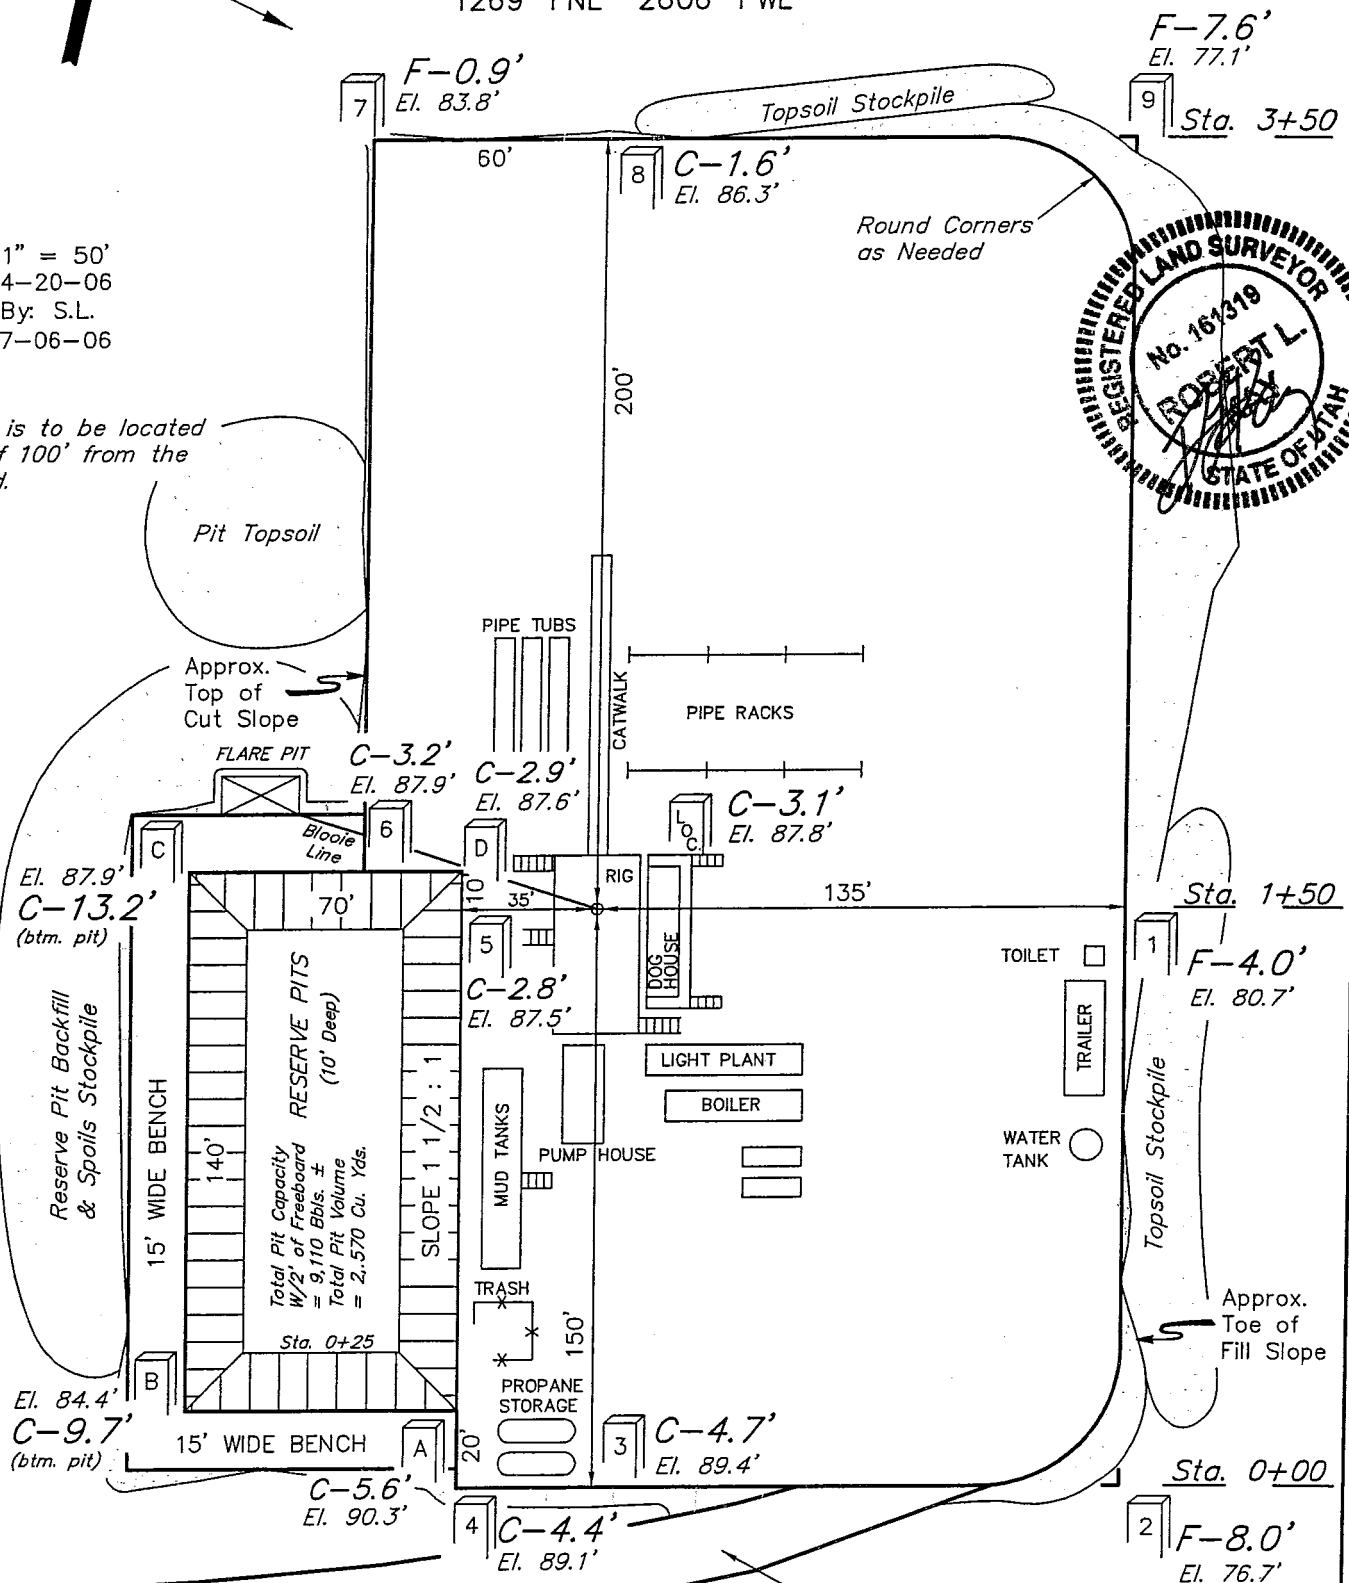 1269' FNL 2608' FWL
F-7.6'
El. 77.1'
F-0.9'
El. 83.8'
7
9
Topsoil Stockpile
Sta. 3+50
60'
8
C-1.6'
El. 86.3'
Round Corners
as Needed
1" = 50'
4-20-06
By: S.L.
7-06-06
REGISTERED LAND SURVEYOR
No. 161319
ROBERT L.
KAY
STATE OF UTAH
200'
is to be located
f 100' from the
d.
Pit Topsoil
PIPE TUBS
Approx.
Top of
Cut Slope
CATWALK
PIPE RACKS
FLARE PIT
C-3.2'
El. 87.9'
C-2.9'
El. 87.6'
C-3.1'
El. 87.8'
LOC.
6
D
C
Blooie
Line
El. 87.9'
C-13.2'
(btm. pit)
70'
10'
35'
RIG
135'
Sta. 1+50
5
DOG
HOUSE
TOILET
1
F-4.0'
El. 80.7'
C-2.8'
El. 87.5'
TRAILER
RESERVE PITS
(10' Deep)
Reserve Pit Backfill
& Spoils Stockpile
15' WIDE BENCH
140'
Total Pit Capacity
W/2' of Freeboard
= 9,110 Bbls. ±
Total Pit Volume
= 2,570 Cu. Yds.
SLOPE 1 1/2 : 1
MUD TANKS
LIGHT PLANT
BOILER
PUMP HOUSE
WATER
TANK
Topsoil Stockpile
TRASH
150'
Sta. 0+25
Approx.
Toe of
Fill Slope
B
El. 84.4'
C-9.7'
(btm. pit)
PROPANE
STORAGE
15' WIDE BENCH
A
20'
3
C-4.7'
El. 89.4'
Sta. 0+00
C-5.6'
El. 90.3'
4
C-4.4'
El. 89.1'
2
F-8.0'
El. 76.7'